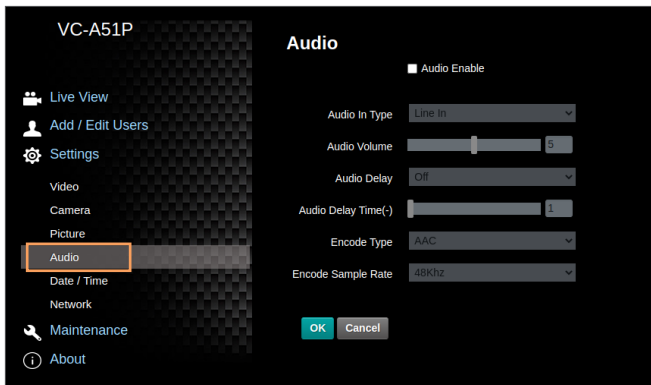 VC-A51P
Live View
Add / Edit Users
Settings
Video
Camera
Picture
Audio
Date / Time
Network
Maintenance
About
Audio
Audio Enable
Audio In Type Line In
Audio Volume 5
Audio Delay Off
Audio Delay Time(-) 1
Encode Type AAC
Encode Sample Rate 48Khz
OK Cancel